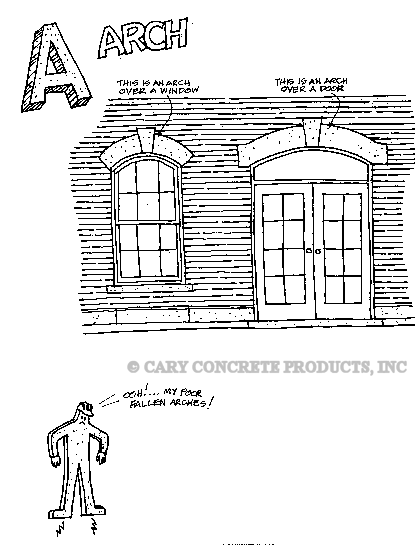 A ARCH
THIS IS AN ARCH
OVER A WINDOW
THIS IS AN ARCH
OVER A DOOR
© CARY CONCRETE PRODUCTS, INC
OOH!... MY POOR
FALLEN ARCHES!